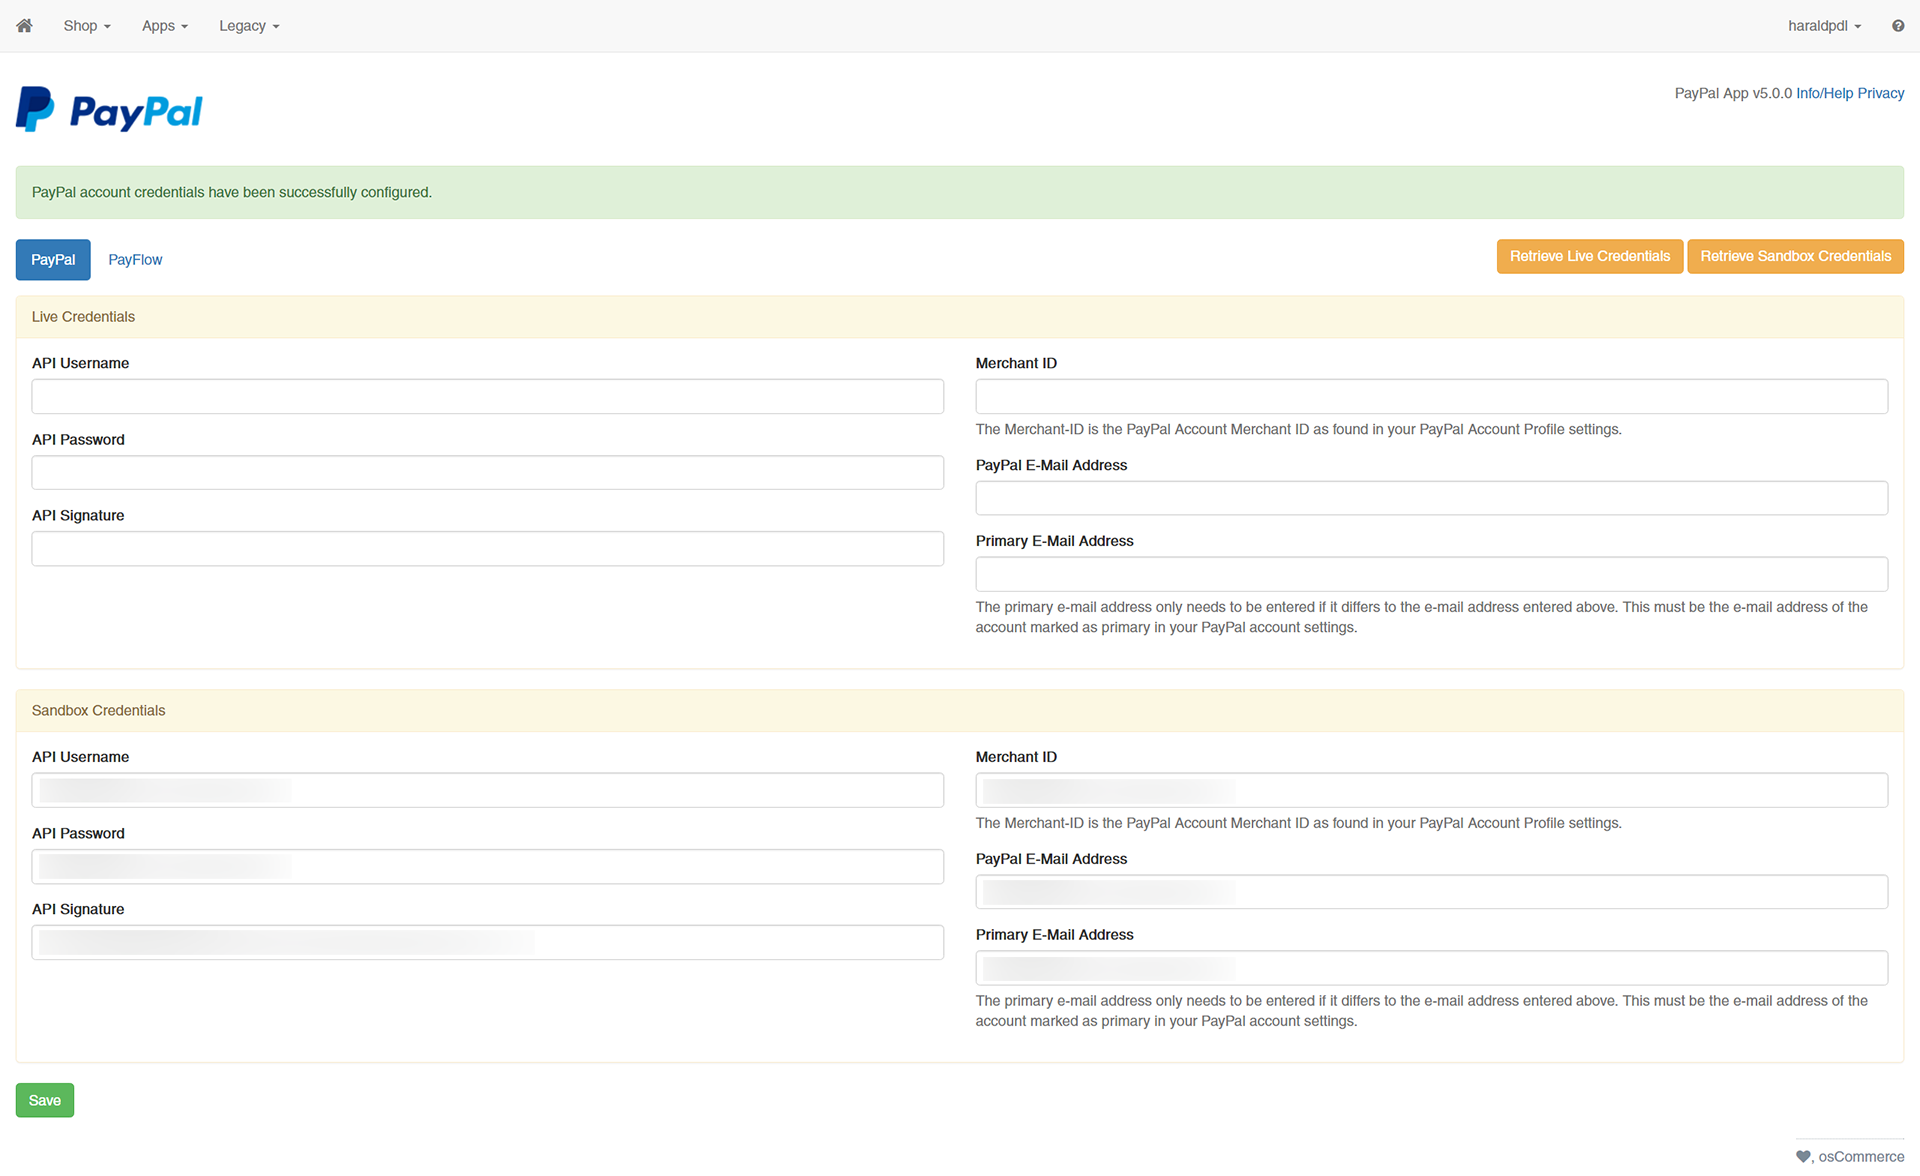 Shop Apps Legacy haraldpdl
PayPal
PayPal App v5.0.0 Info/Help Privacy
PayPal account credentials have been successfully configured.
PayPal PayFlow Retrieve Live Credentials Retrieve Sandbox Credentials
Live Credentials
API Username
API Password
API Signature
Merchant ID
The Merchant-ID is the PayPal Account Merchant ID as found in your PayPal Account Profile settings.
PayPal E-Mail Address
Primary E-Mail Address
The primary e-mail address only needs to be entered if it differs to the e-mail address entered above. This must be the e-mail address of the
account marked as primary in your PayPal account settings.
Sandbox Credentials
API Username
API Password
API Signature
Merchant ID
The Merchant-ID is the PayPal Account Merchant ID as found in your PayPal Account Profile settings.
PayPal E-Mail Address
Primary E-Mail Address
The primary e-mail address only needs to be entered if it differs to the e-mail address entered above. This must be the e-mail address of the
account marked as primary in your PayPal account settings.
Save
, osCommerce